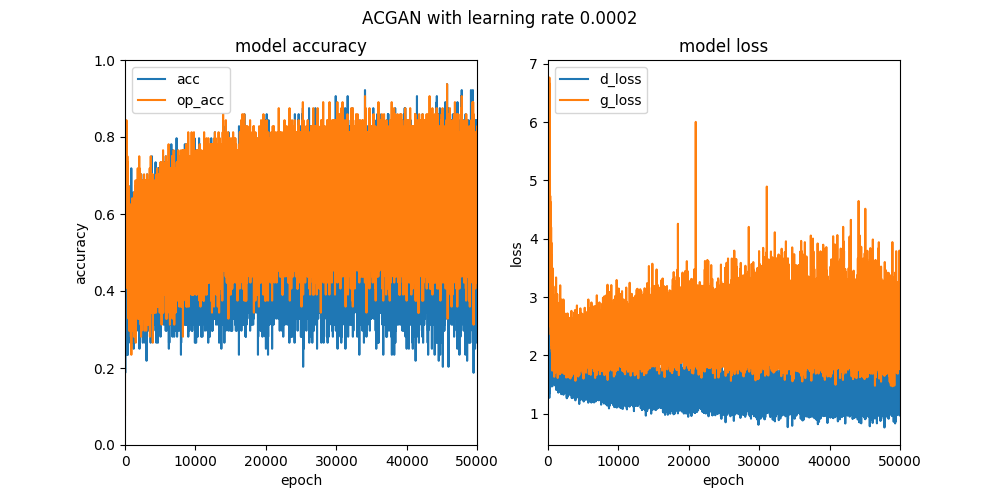 ACGAN with learning rate 0.0002
model accuracy
acc
op_acc
1.0
0.8
0.6
0.4
0.2
0.0
accuracy
0
10000
20000
30000
40000
50000
epoch
model loss
d_loss
g_loss
7
6
5
4
3
2
1
loss
0
10000
20000
30000
40000
50000
epoch